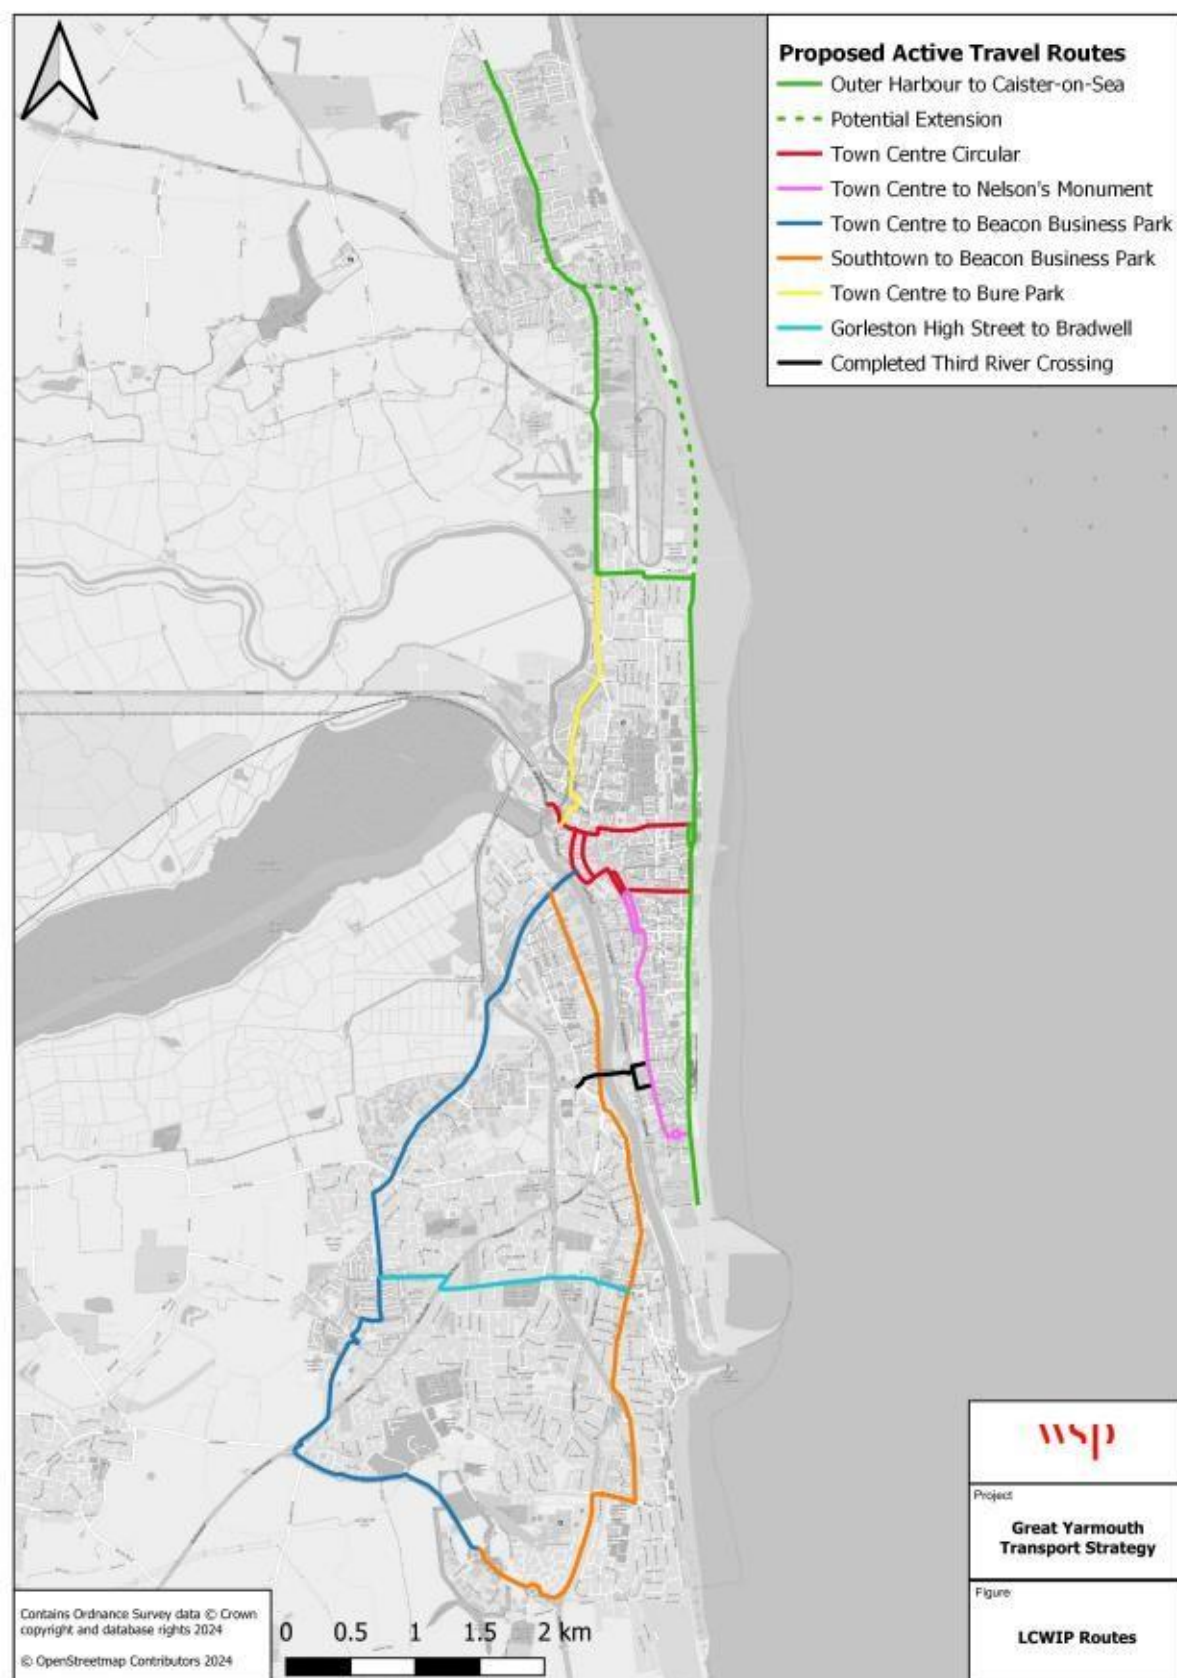 Proposed Active Travel Routes
Outer Harbour to Caister-on-Sea
Potential Extension
Town Centre Circular
Town Centre to Nelson's Monument
Town Centre to Beacon Business Park
Southtown to Beacon Business Park
Town Centre to Bure Park
Gorleston High Street to Bradwell
Completed Third River Crossing
wsp
Project
Great Yarmouth
Transport Strategy
Figure
LCWIP Routes
Contains Ordnance Survey data © Crown
copyright and database rights 2024
© OpenStreetmap Contributors 2024
0 0.5 1 1.5 2 km